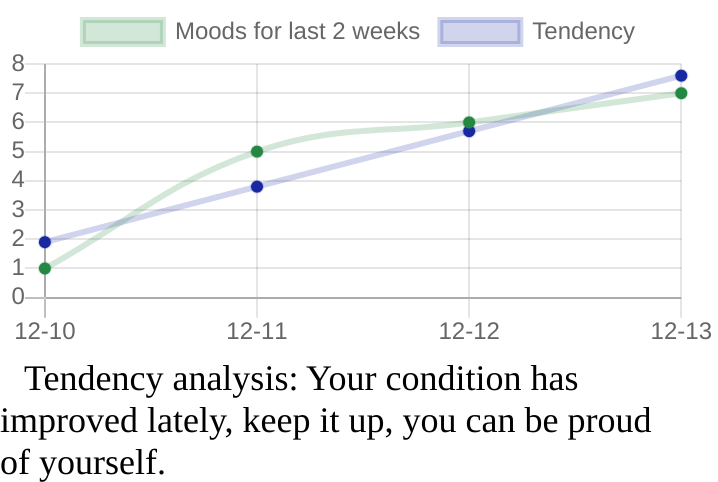 Moods for last 2 weeks Tendency
8
7
6
5
4
3
2
1
0
12-10 12-11 12-12 12-13
Tendency analysis: Your condition has
improved lately, keep it up, you can be proud
of yourself.